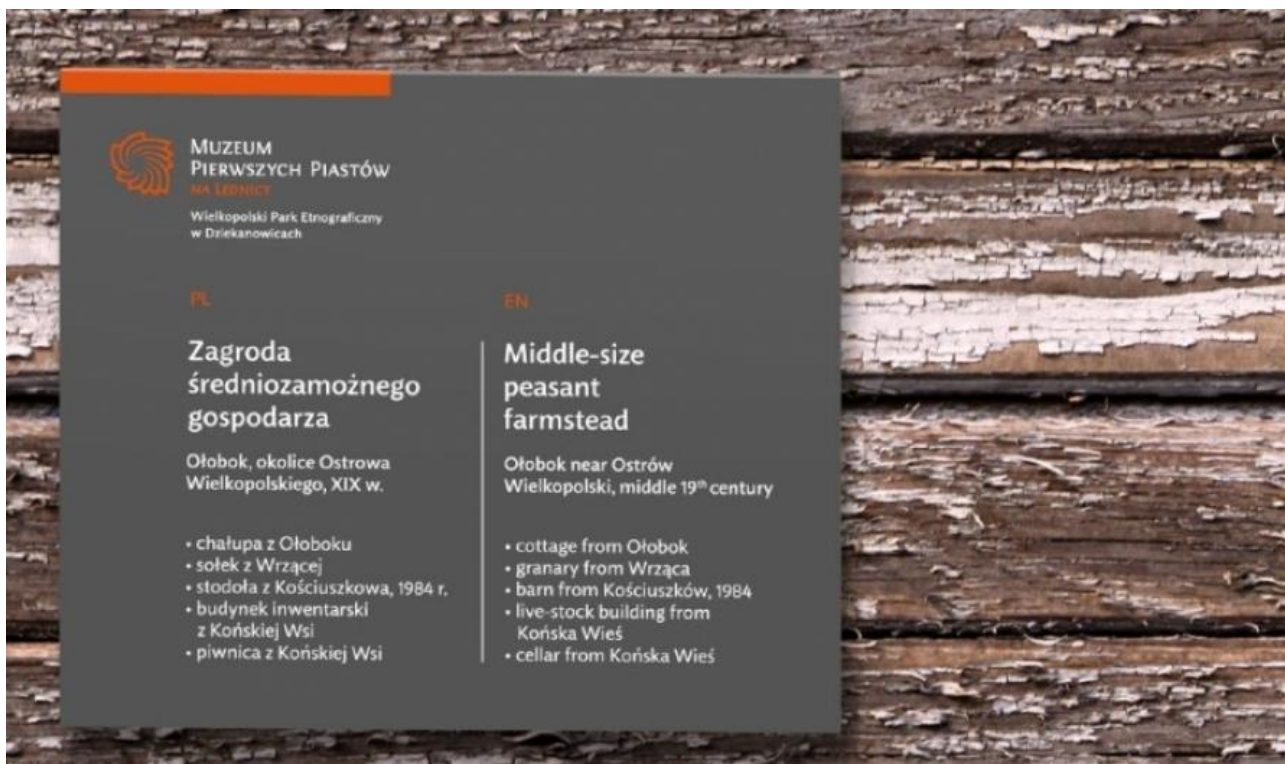 MUZEUM
PIERWSZYCH PIASTÓW
NA LEDNICY
Wielkopolski Park Etnograficzny
w Dziekanowicach
PL
Zagroda
średniozamożnego
gospodarza
Ołobok, okolice Ostrowa
Wielkopolskiego, XIX w.
• chałupa z Ołoboku
• sołek z Wrzącej
• stodoła z Kościuszkowa, 1984 r.
• budynek inwentarski
z Końskiej Wsi
• piwnica z Końskiej Wsi
EN
Middle-size
peasant
farmstead
Ołobok near Ostrów
Wielkopolski, middle 19th century
• cottage from Ołobok
• granary from Wrząca
• barn from Kościuszków, 1984
• live-stock building from
Końska Wieś
• cellar from Końska Wieś